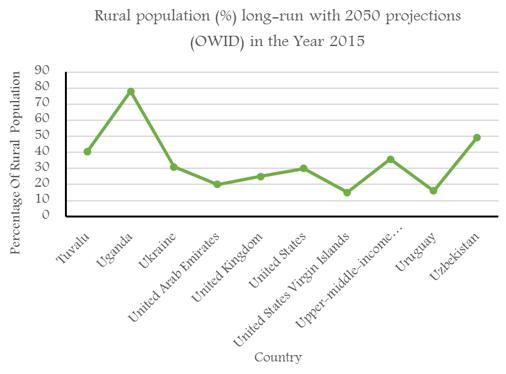 Rural population (%) long-run with 2050 projections
(OWID) in the Year 2015
Percentage Of Rural Population
90
80
70
60
50
40
30
20
10
0
Tuvalu
Uganda
Ukraine
United Arab Emirates
United Kingdom
United States
United States Virgin Islands
Upper-middle-income…
Uruguay
Uzbekistan
Country